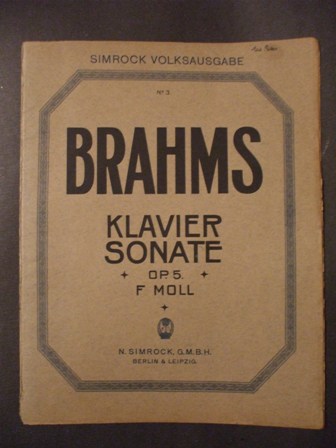 SIMROCK VOLKSAUSGABE
No 3.
BRAHMS
KLAVIER
SONATE
OP. 5.
F MOLL
N. SIMROCK, G.M.B.H.
BERLIN & LEIPZIG.